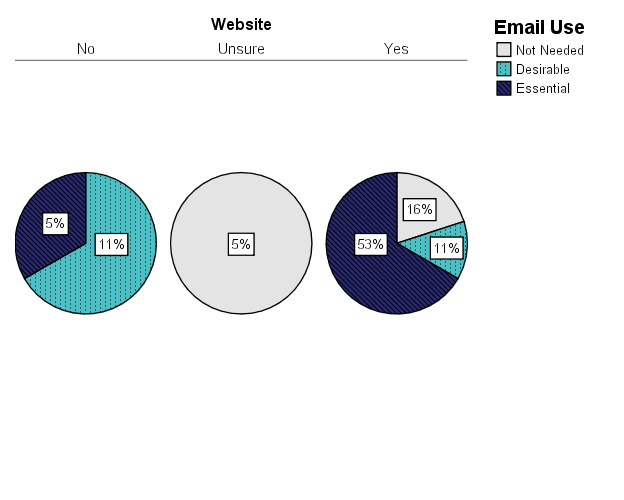 Website
No
Unsure
Yes
Email Use
Not Needed
Desirable
Essential
5%
11%
5%
16%
53%
11%